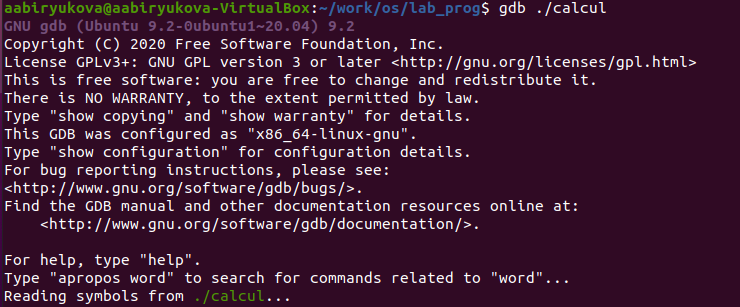 aabiryukova@aabiryukova-VirtualBox:~/work/os/lab_prog$ gdb ./calcul
GNU gdb (Ubuntu 9.2-0ubuntu1~20.04) 9.2
Copyright (C) 2020 Free Software Foundation, Inc.
License GPLv3+: GNU GPL version 3 or later <http://gnu.org/licenses/gpl.html>
This is free software: you are free to change and redistribute it.
There is NO WARRANTY, to the extent permitted by law.
Type "show copying" and "show warranty" for details.
This GDB was configured as "x86_64-linux-gnu".
Type "show configuration" for configuration details.
For bug reporting instructions, please see:
<http://www.gnu.org/software/gdb/bugs/>.
Find the GDB manual and other documentation resources online at:
    <http://www.gnu.org/software/gdb/documentation/>.

For help, type "help".
Type "apropos word" to search for commands related to "word"...
Reading symbols from ./calcul...